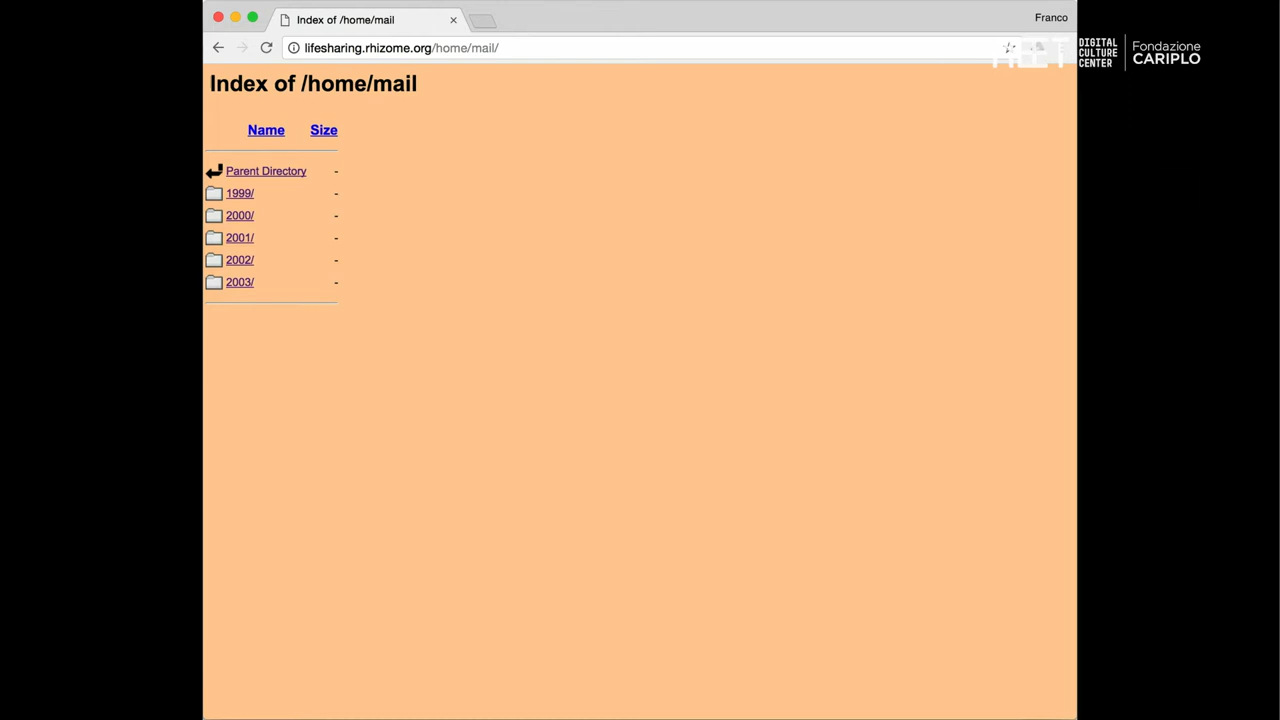 Index of /home/mail
Franco
lifesharing.rhizome.org/home/mail/
MEET DIGITAL CULTURE CENTER
Fondazione CARIPLO
Index of /home/mail
Name Size
Parent Directory -
1999/ -
2000/ -
2001/ -
2002/ -
2003/ -